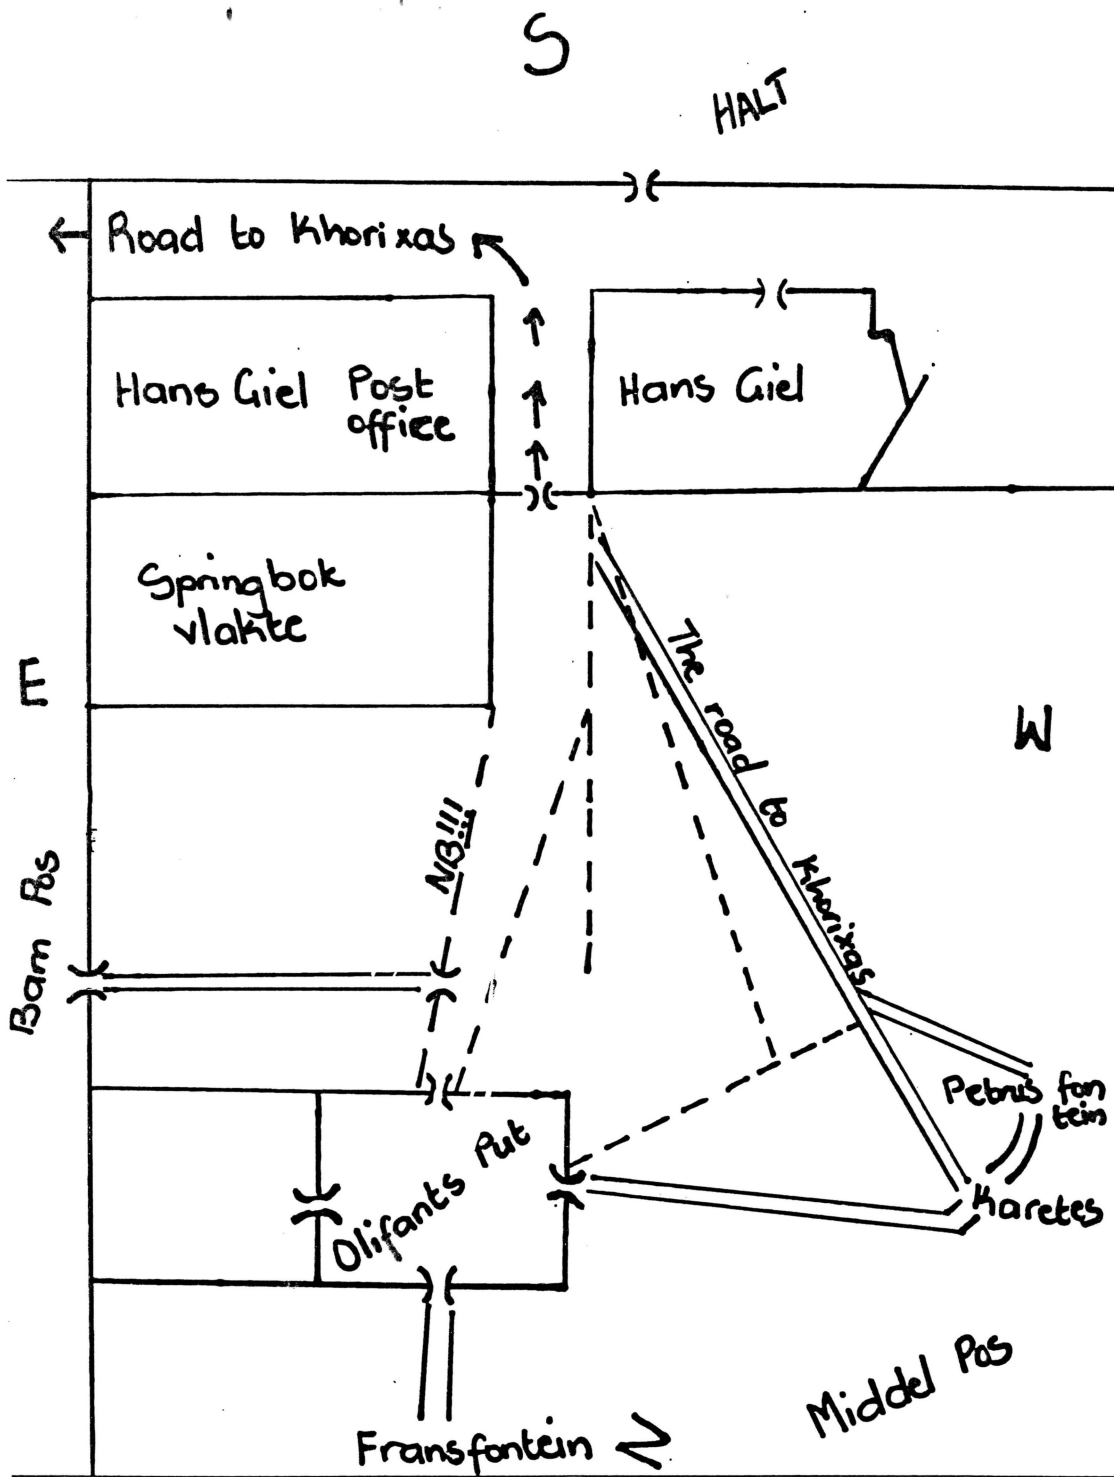 S
HALT
← Road to Khorixas
Hans Giel Post
office
Hans Giel
Springbok
vlakte
E
W
The road to Khorixas
NB!!!
Bam Pos
Petrus fon
tein
Olifants Put
Karetes
Middel Pos
Fransfontein